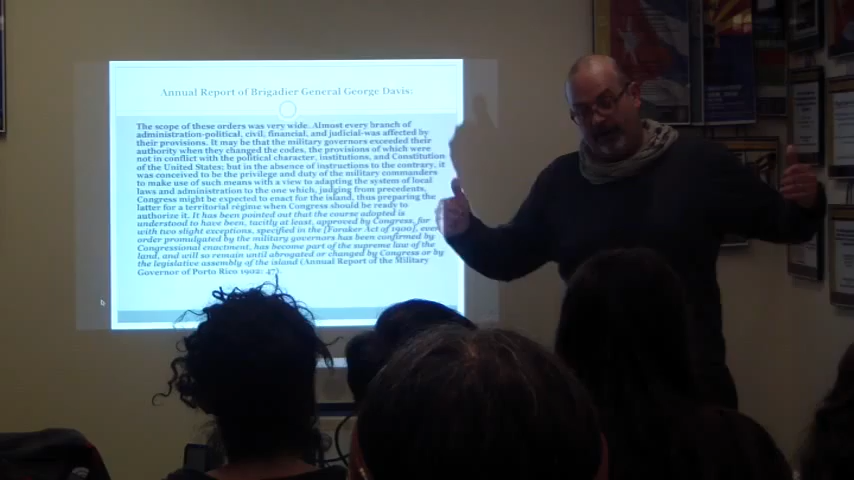 Annual Report of Brigadier General George Davis:
The scope of these orders was very wide. Almost every branch of
administration-political, civil, financial, and judicial-was affected by
their provisions. It may be that the military governors exceeded their
authority when they changed the codes, the provisions of which were
not in conflict with the political character, institutions, and Constitution
of the United States; but in the absence of instructions to the contrary, it
was conceived to be the privilege and duty of the military commanders
to make use of such means with a view to adapting the system of local
laws and administration to the one which, judging from precedents,
Congress might be expected to enact for the island, thus preparing the
latter for a territorial régime when Congress should be ready to
authorize it. It has been pointed out that the course adopted is
understood to have been, tacitly at least, approved by Congress, for
with two slight exceptions, specified in the [Foraker Act of 1900], every
order promulgated by the military governors has been confirmed by
Congressional enactment, has become part of the supreme law of the
land, and will so remain until abrogated or changed by Congress or by
the legislative assembly of the island (Annual Report of the Military
Governor of Porto Rico 1902: 47).